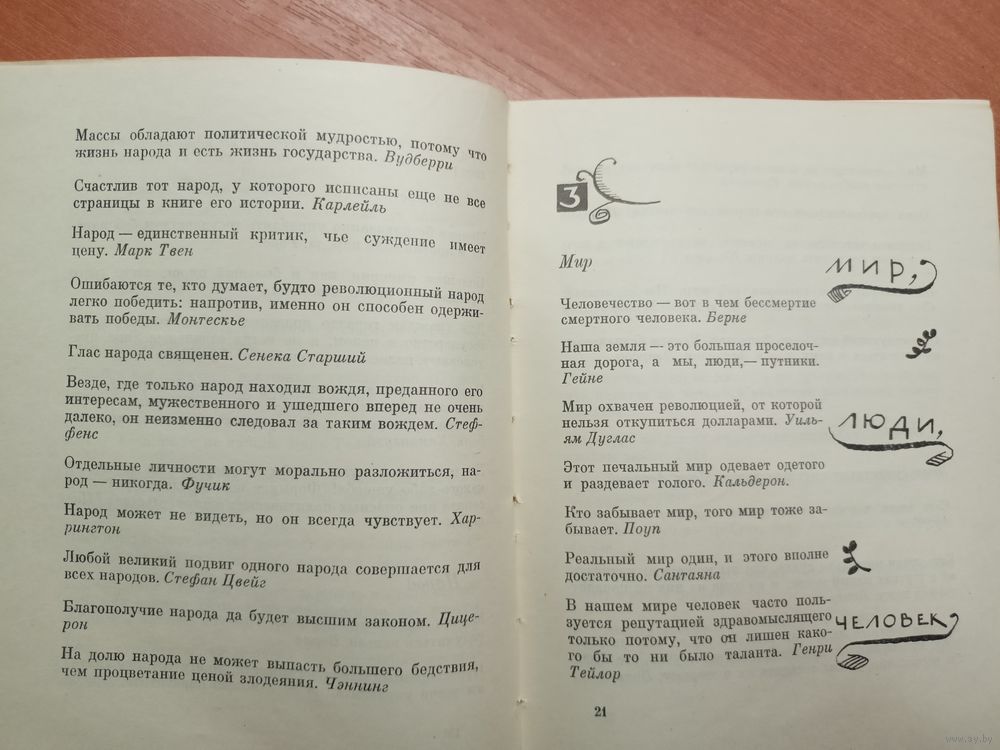 Массы обладают политической мудростью, потому что
жизнь народа и есть жизнь государства. Вудберри
Счастлив тот народ, у которого исписаны еще не все
страницы в книге его истории. Карлейль
Народ — единственный критик, чье суждение имеет
цену. Марк Твен
Ошибаются те, кто думает, будто революционный народ
легко победить: напротив, именно он способен одержи-
вать победы. Монтескье
Глас народа священен. Сенека Старший
Везде, где только народ находил вождя, преданного его
интересам, мужественного и ушедшего вперед не очень
далеко, он неизменно следовал за таким вождем. Стеф-
фенс
Отдельные личности могут морально разложиться, на-
род — никогда. Фучик
Народ может не видеть, но он всегда чувствует. Хар-
рингтон
Любой великий подвиг одного народа совершается для
всех народов. Стефан Цвейг
Благополучие народа да будет высшим законом. Цице-
рон
На долю народа не может выпасть большего бедствия,
чем процветание ценой злодеяния. Чэннинг
3
Мир
МИР,
Человечество — вот в чем бессмертие
смертного человека. Берне
Наша земля — это большая проселоч-
ная дорога, а мы, люди,— путники.
Гейне
Мир охвачен революцией, от которой
нельзя откупиться долларами. Уиль-
ям Дуглас
ЛЮДИ,
Этот печальный мир одевает одетого
и раздевает голого. Кальдерон.
Кто забывает мир, того мир тоже за-
бывает. Поуп
Реальный мир один, и этого вполне
достаточно. Сантаяна
В нашем мире человек часто поль-
зуется репутацией здравомыслящего
только потому, что он лишен како-
го бы то ни было таланта. Генри
Тейлор
ЧЕЛОВЕК
21
www.ay.by